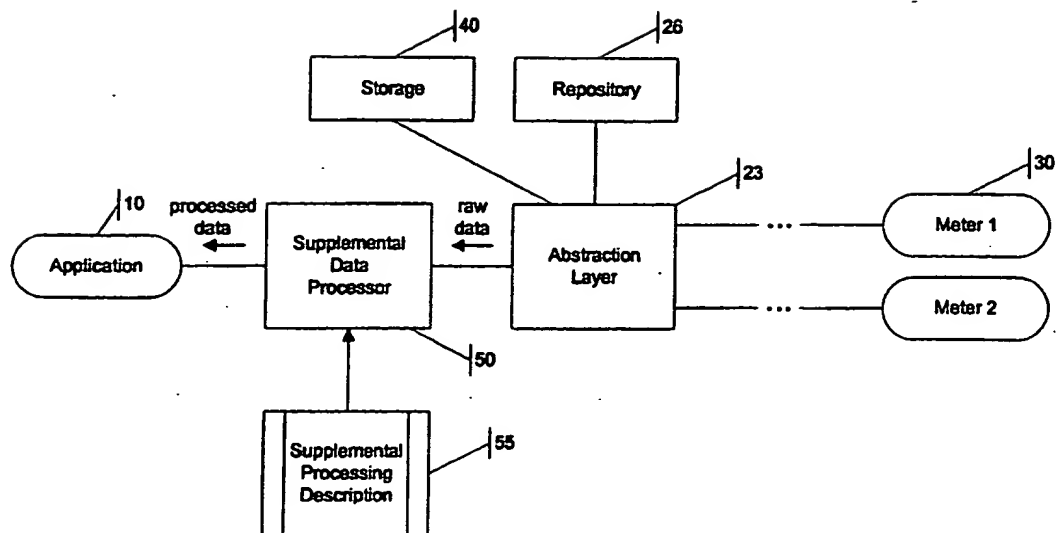 40
26
Storage
Repository
23
30
10
processed
data
raw
data
Meter 1
Application
Supplemental
Data
Processor
Abstraction
Layer
...
...
Meter 2
50
55
Supplemental
Processing
Description